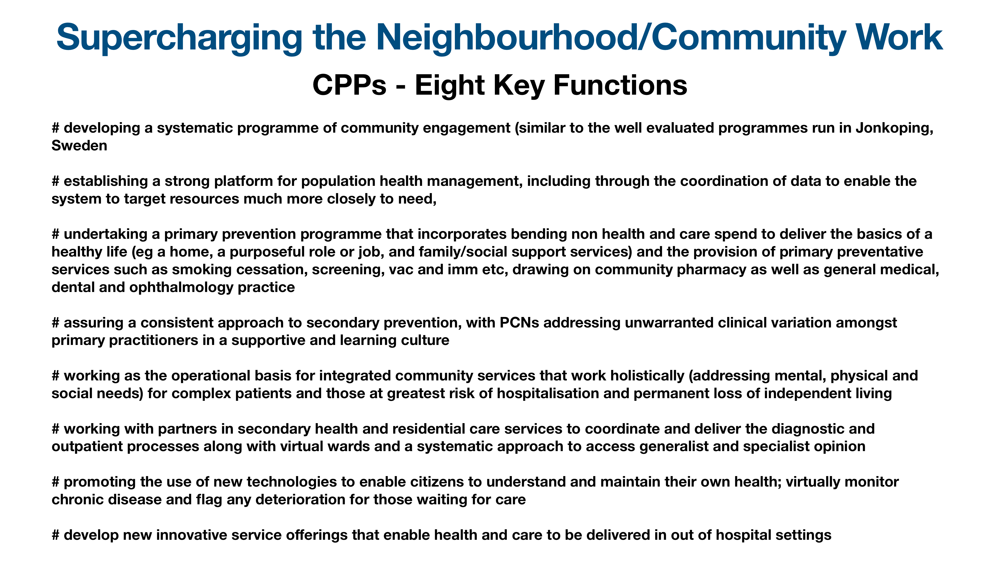 Supercharging the Neighbourhood/Community Work
CPPs - Eight Key Functions
# developing a systematic programme of community engagement (similar to the well evaluated programmes run in Jonkoping,
Sweden
# establishing a strong platform for population health management, including through the coordination of data to enable the
system to target resources much more closely to need,
# undertaking a primary prevention programme that incorporates bending non health and care spend to deliver the basics of a
healthy life (eg a home, a purposeful role or job, and family/social support services) and the provision of primary preventative
services such as smoking cessation, screening, vac and imm etc, drawing on community pharmacy as well as general medical,
dental and ophthalmology practice
# assuring a consistent approach to secondary prevention, with PCNs addressing unwarranted clinical variation amongst
primary practitioners in a supportive and learning culture
# working as the operational basis for integrated community services that work holistically (addressing mental, physical and
social needs) for complex patients and those at greatest risk of hospitalisation and permanent loss of independent living
# working with partners in secondary health and residential care services to coordinate and deliver the diagnostic and
outpatient processes along with virtual wards and a systematic approach to access generalist and specialist opinion
# promoting the use of new technologies to enable citizens to understand and maintain their own health; virtually monitor
chronic disease and flag any deterioration for those waiting for care
# develop new innovative service offerings that enable health and care to be delivered in out of hospital settings